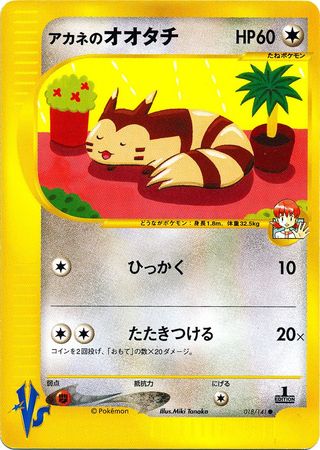 アカネのオオタチ HP60
たねポケモン
どうながポケモン：身長1.8m、体重32.5kg
ひっかく 10
たたきつける 20×
コインを2回投げ、「おもて」の数×20ダメージ。
弱点 抵抗力 にげる
© Pokémon Illus.Miki Tanaka 018/141 ●
1 EDITION
VS